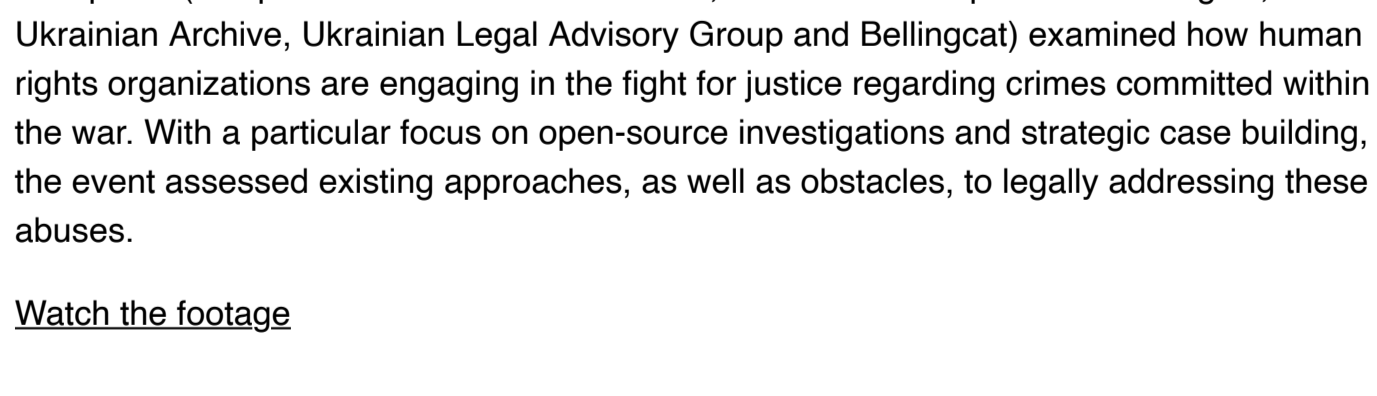 Ukrainian Archive, Ukrainian Legal Advisory Group and Bellingcat) examined how human
rights organizations are engaging in the fight for justice regarding crimes committed within
the war. With a particular focus on open-source investigations and strategic case building,
the event assessed existing approaches, as well as obstacles, to legally addressing these
abuses.
Watch the footage